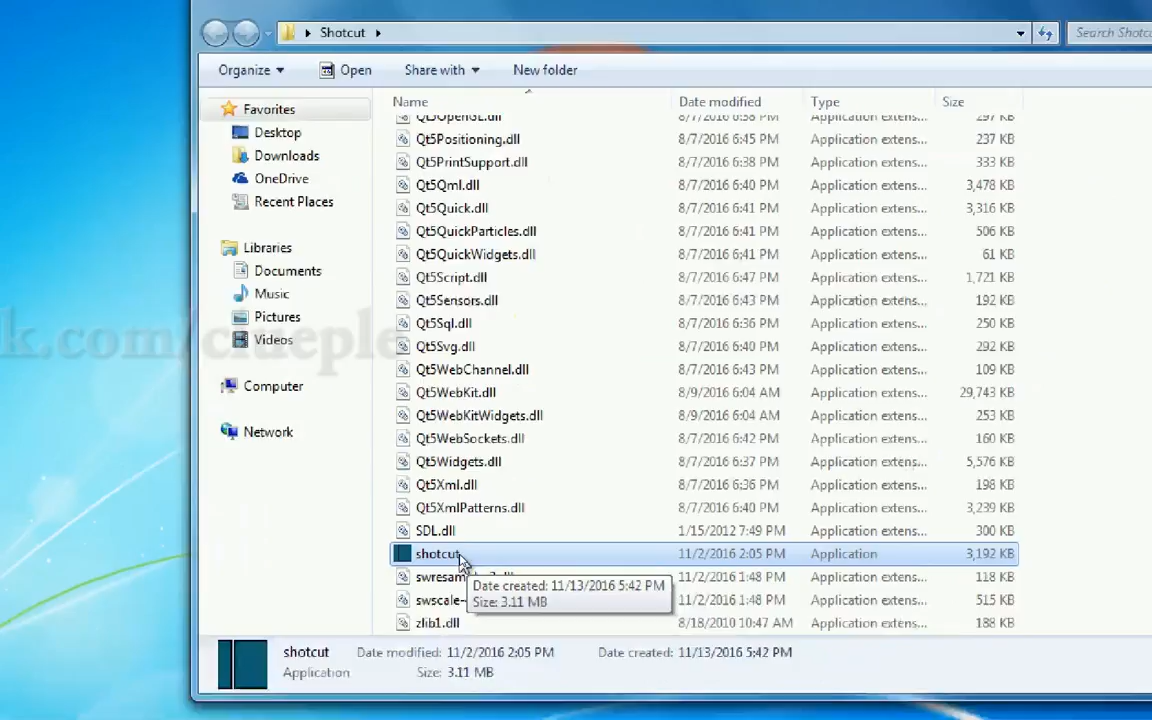 Shotcut
Search Shotc
Organize Open Share with New folder
Name Date modified Type Size
Favorites
Desktop
Downloads
OneDrive
Recent Places
Libraries
Documents
Music
Pictures
Videos
Computer
Network
Qt5OpenGL.dll 8/7/2016 6:38 PM Application extens... 297 KB
Qt5Positioning.dll 8/7/2016 6:45 PM Application extens... 237 KB
Qt5PrintSupport.dll 8/7/2016 6:38 PM Application extens... 333 KB
Qt5Qml.dll 8/7/2016 6:40 PM Application extens... 3,478 KB
Qt5Quick.dll 8/7/2016 6:41 PM Application extens... 3,316 KB
Qt5QuickParticles.dll 8/7/2016 6:41 PM Application extens... 506 KB
Qt5QuickWidgets.dll 8/7/2016 6:41 PM Application extens... 61 KB
Qt5Script.dll 8/7/2016 6:47 PM Application extens... 1,721 KB
Qt5Sensors.dll 8/7/2016 6:43 PM Application extens... 192 KB
Qt5Sql.dll 8/7/2016 6:36 PM Application extens... 250 KB
Qt5Svg.dll 8/7/2016 6:40 PM Application extens... 292 KB
Qt5WebChannel.dll 8/7/2016 6:43 PM Application extens... 109 KB
Qt5WebKit.dll 8/9/2016 6:04 AM Application extens... 29,743 KB
Qt5WebKitWidgets.dll 8/9/2016 6:04 AM Application extens... 253 KB
Qt5WebSockets.dll 8/7/2016 6:42 PM Application extens... 160 KB
Qt5Widgets.dll 8/7/2016 6:37 PM Application extens... 5,576 KB
Qt5Xml.dll 8/7/2016 6:36 PM Application extens... 198 KB
Qt5XmlPatterns.dll 8/7/2016 6:40 PM Application extens... 3,239 KB
SDL.dll 1/15/2012 7:49 PM Application extens... 300 KB
shotcut 11/2/2016 2:05 PM Application 3,192 KB
11/2/2016 1:48 PM Application extens... 118 KB
swscale- 11/2/2016 1:48 PM Application extens... 515 KB
zlib1.dll 8/18/2010 10:47 AM Application extens... 188 KB
Date created: 11/13/2016 5:42 PM
Size: 3.11 MB
k.com/clueple
shotcut Date modified: 11/2/2016 2:05 PM Date created: 11/13/2016 5:42 PM
Application Size: 3.11 MB